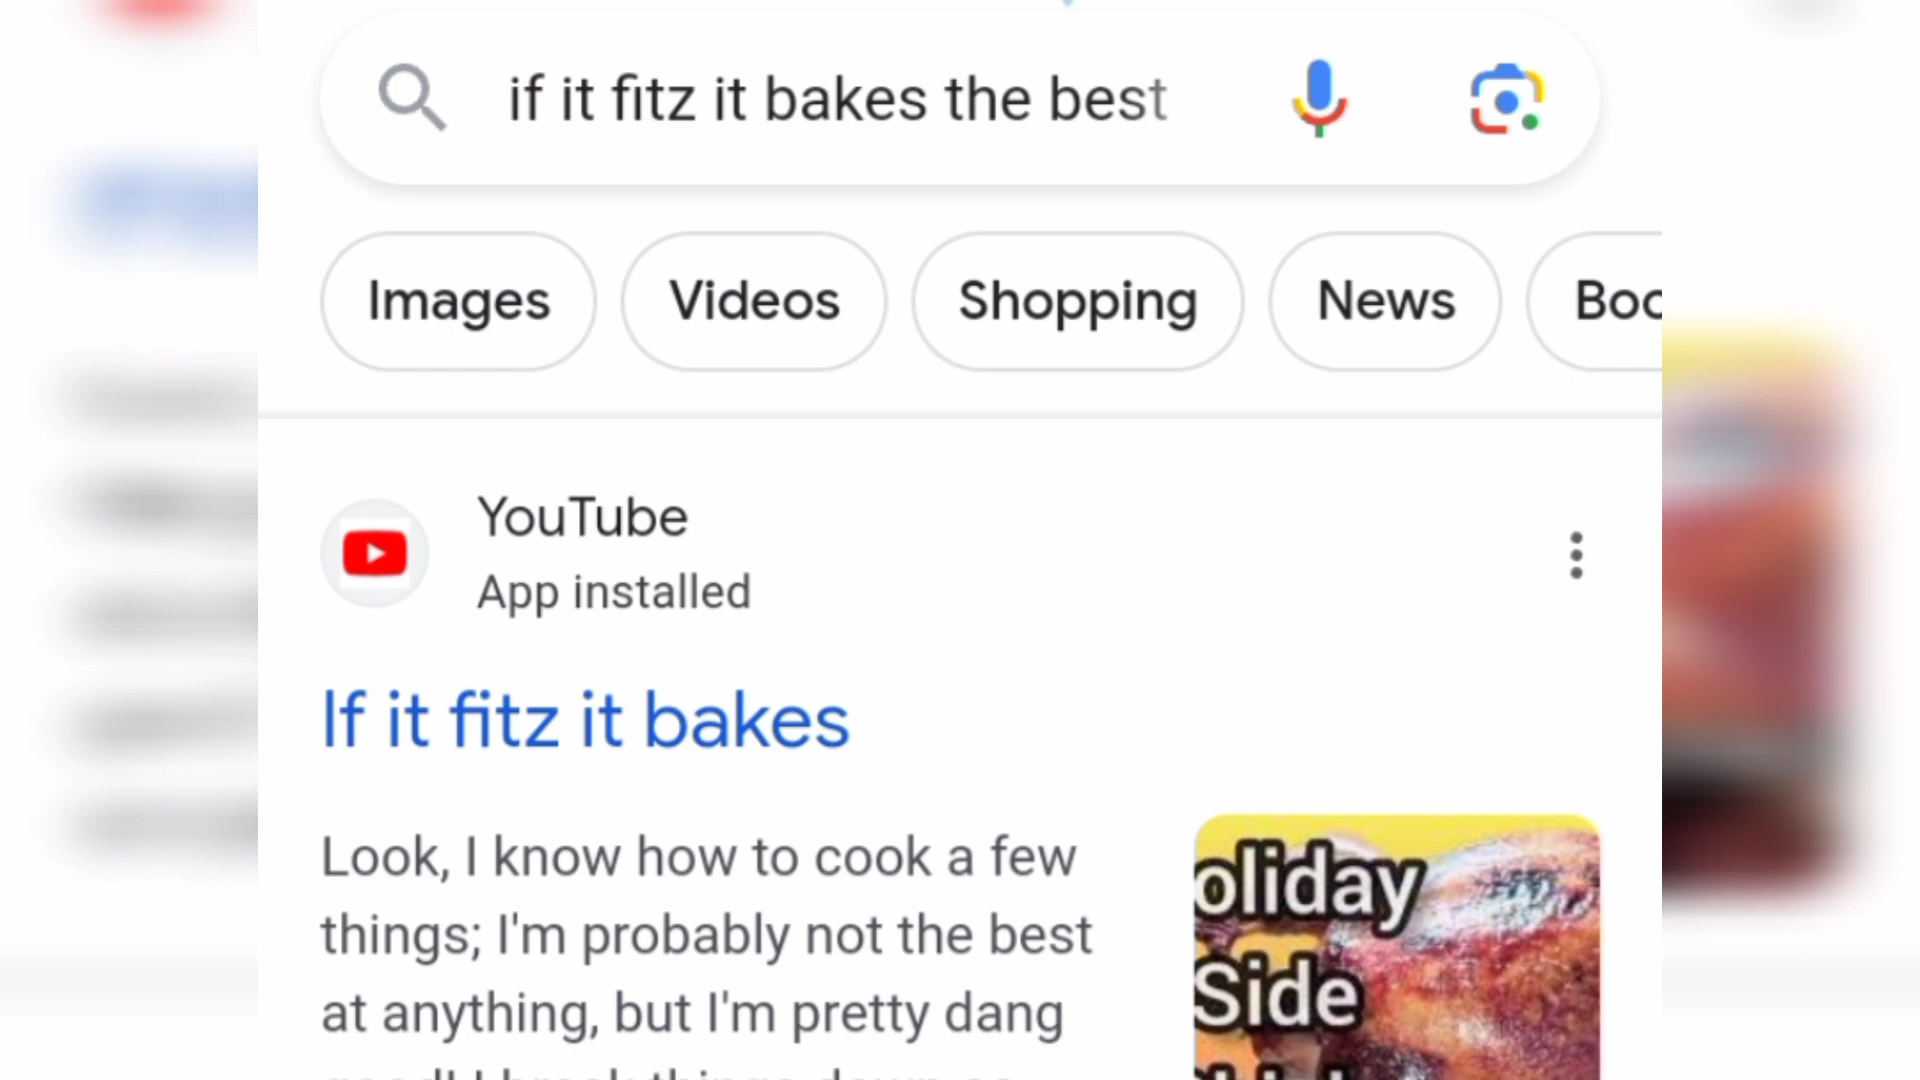 if it fitz it bakes the best
Images Videos Shopping News Boo
YouTube
App installed
If it fitz it bakes
Look, I know how to cook a few
things; I'm probably not the best
at anything, but I'm pretty dang
oliday
Side